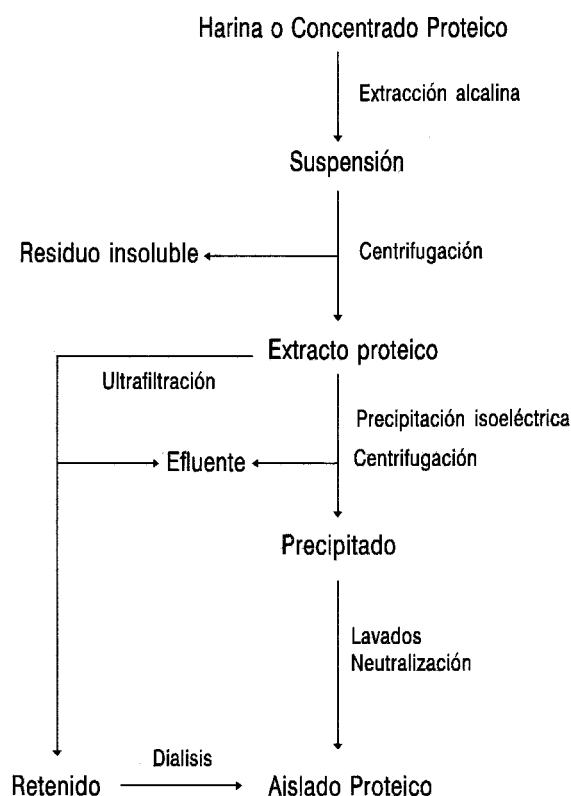 Harina o Concentrado Proteico
Extracción alcalina
Suspensión
Residuo insoluble
Centrifugación
Extracto proteico
Ultrafiltración
Precipitación isoeléctrica
Efluente
Centrifugación
Precipitado
Lavados
Neutralización
Díalisis
Retenido
Aislado Proteico